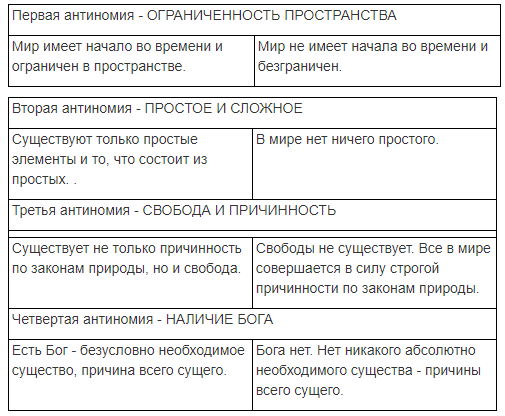 Первая антиномия - ОГРАНИЧЕННОСТЬ ПРОСТРАНСТВА
Мир имеет начало во времени и
ограничен в пространстве.
Мир не имеет начала во времени и
безграничен.
Вторая антиномия - ПРОСТОЕ И СЛОЖНОЕ
Существуют только простые
элементы и то, что состоит из
простых. .
В мире нет ничего простого.
Третья антиномия - СВОБОДА И ПРИЧИННОСТЬ
Существует не только причинность
по законам природы, но и свобода.
Свободы не существует. Все в мире
совершается в силу строгой
причинности по законам природы.
Четвертая антиномия - НАЛИЧИЕ БОГА
Есть Бог - безусловно необходимое
существо, причина всего сущего.
Бога нет. Нет никакого абсолютно
необходимого существа - причины
всего сущего.